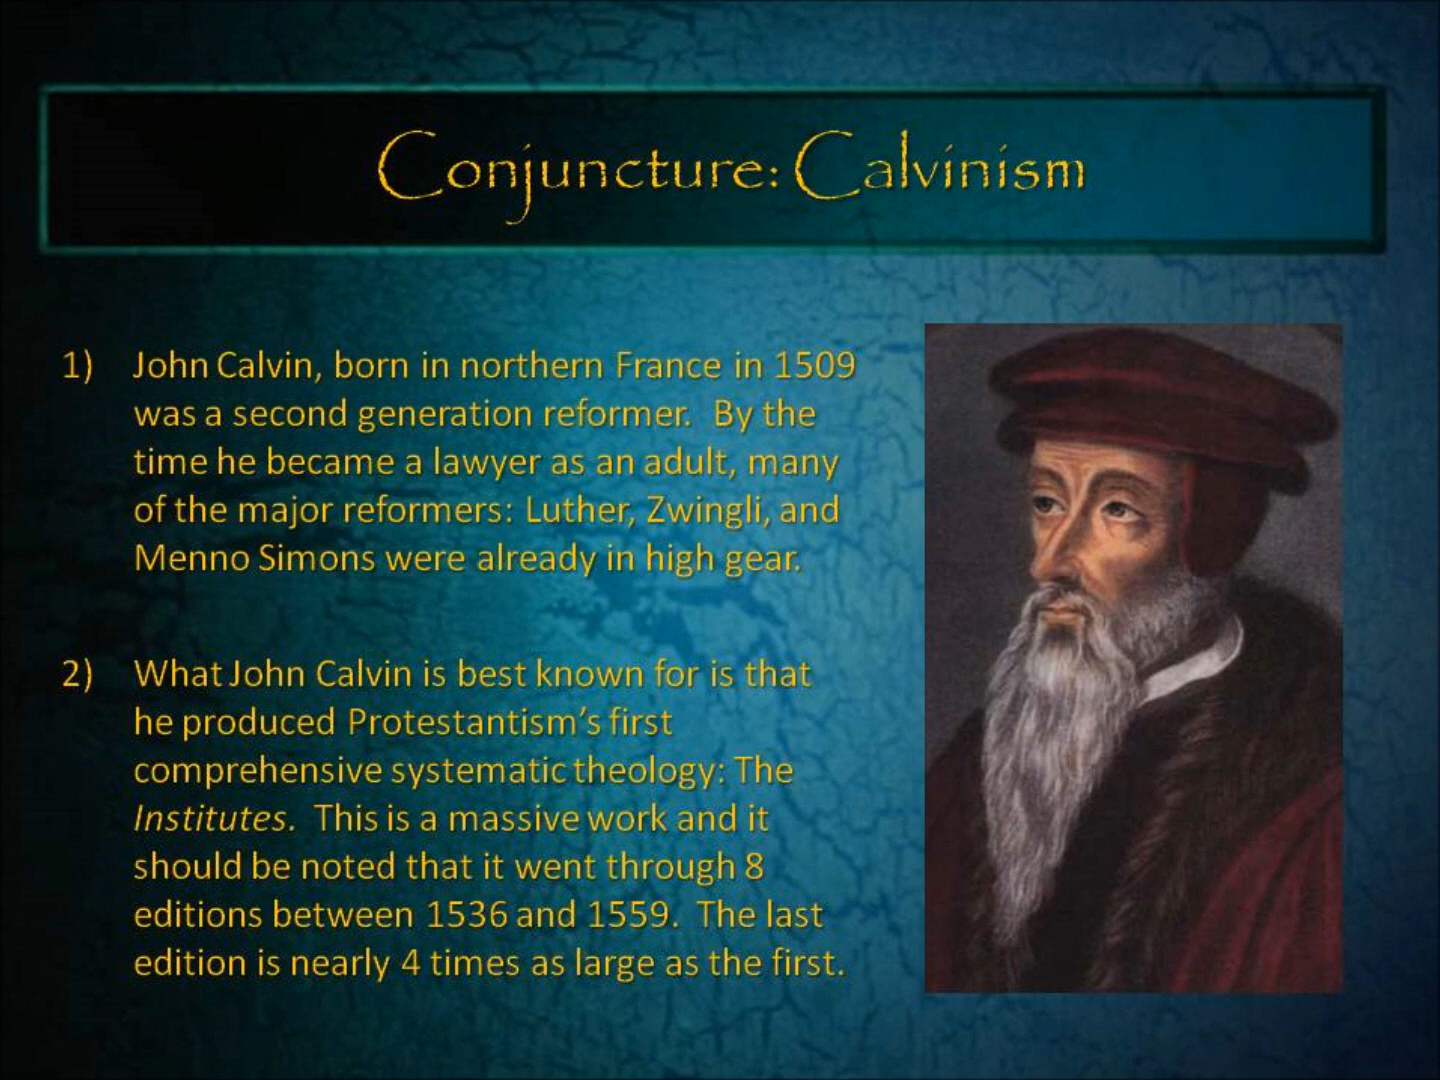 Conjuncture: Calvinism
1) John Calvin, born in northern France in 1509
was a second generation reformer.  By the
time he became a lawyer as an adult, many
of the major reformers: Luther, Zwingli, and
Menno Simons were already in high gear.
2) What John Calvin is best known for is that
he produced Protestantism’s first
comprehensive systematic theology: The
Institutes.  This is a massive work and it
should be noted that it went through 8
editions between 1536 and 1559.  The last
edition is nearly 4 times as large as the first.